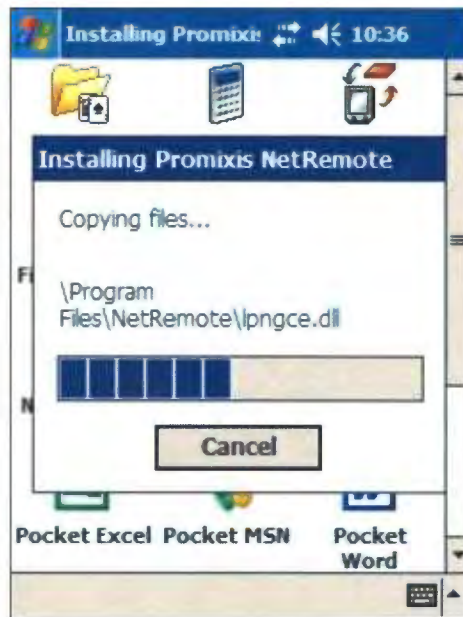 Installing Promixis 10:36
Installing Promixis NetRemote
Copying files...
\Program
Files\NetRemote\lpngce.dll
Fi
N
Cancel
Pocket Excel Pocket MSN Pocket
Word